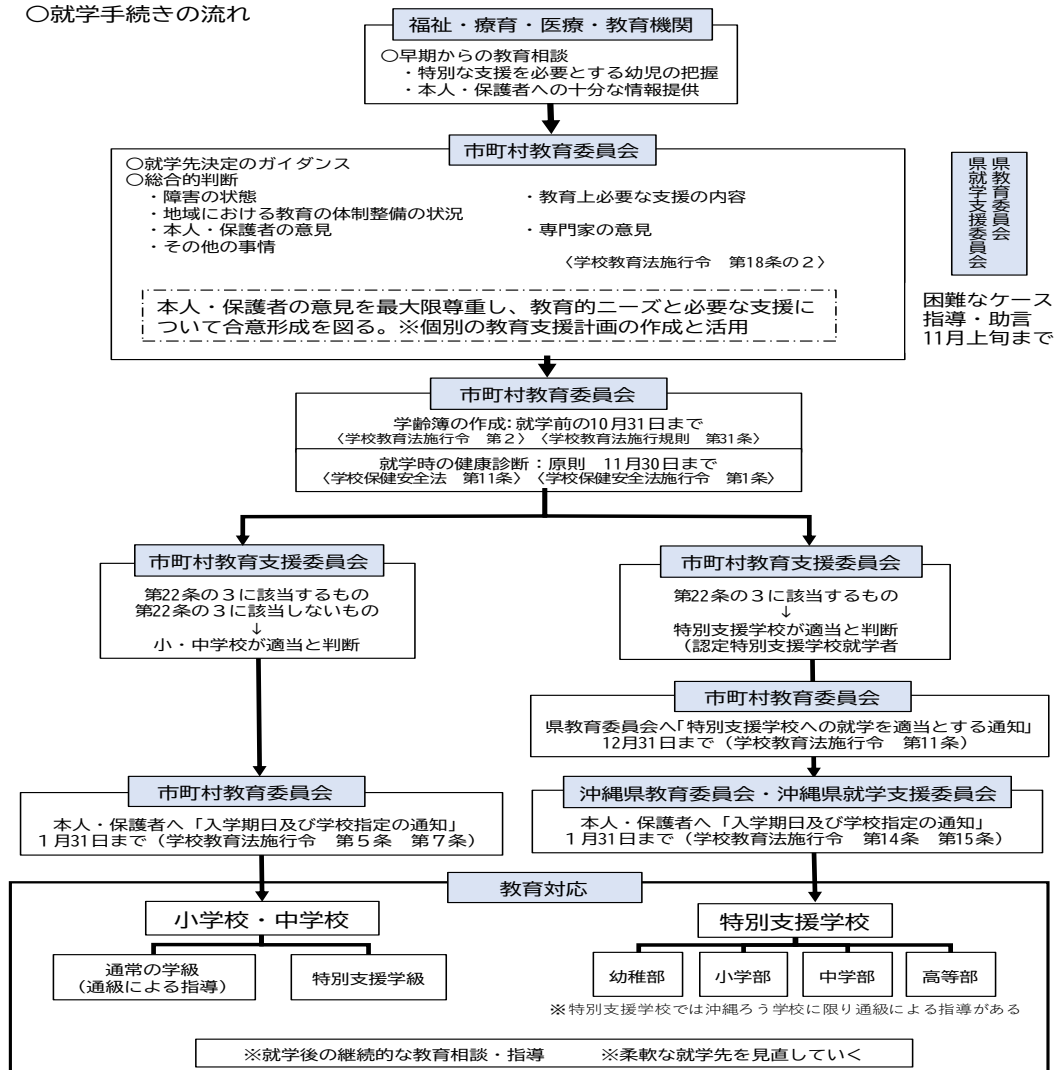 〇就学手続きの流れ
福祉・療育・医療・教育機関
〇早期からの教育相談
・特別な支援を必要とする幼児の把握
・本人・保護者への十分な情報提供
市町村教育委員会
〇就学先決定のガイダンス
〇総合的判断
・障害の状態
・教育上必要な支援の内容
・地域における教育の体制整備の状況
・本人・保護者の意見
・専門家の意見
・その他の事情
〈学校教育法施行令　第18条の２〉
本人・保護者の意見を最大限尊重し、教育的ニーズと必要な支援に
ついて合意形成を図る。※個別の教育支援計画の作成と活用
県教育委員会
県就学支援委員会
困難なケース
指導・助言
11月上旬まで
市町村教育委員会
学齢簿の作成：就学前の10月31日まで
〈学校教育法施行令　第２〉〈学校教育法施行規則　第31条〉
就学時の健康診断：原則　11月30日まで
〈学校保健安全法　第11条〉〈学校保健安全法施行令　第1条〉
市町村教育支援委員会
第22条の３に該当するもの
第22条の３に該当しないもの
↓
小・中学校が適当と判断
市町村教育支援委員会
第22条の３に該当するもの
↓
特別支援学校が適当と判断
（認定特別支援学校就学者
市町村教育委員会
県教育委員会へ「特別支援学校への就学を適当とする通知」
12月31日まで（学校教育法施行令　第11条）
市町村教育委員会
本人・保護者へ「入学期日及び学校指定の通知」
１月31日まで（学校教育法施行令　第５条　第７条）
沖縄県教育委員会・沖縄県就学支援委員会
本人・保護者へ「入学期日及び学校指定の通知」
１月31日まで（学校教育法施行令　第14条　第15条）
教育対応
小学校・中学校
通常の学級
（通級による指導）
特別支援学級
特別支援学校
幼稚部
小学部
中学部
高等部
※特別支援学校では沖縄ろう学校に限り通級による指導がある
※就学後の継続的な教育相談・指導　　※柔軟な就学先を見直していく